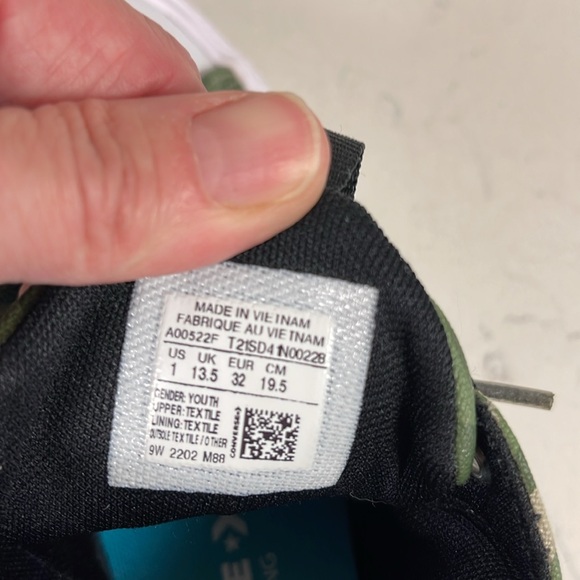 MADE IN VIETNAM
FABRIQUE AU VIETNAM
A00522F T21SD41N00228
US UK EUR CM
1 13.5 32 19.5
GENDER: YOUTH
UPPER: TEXTILE
LINING: TEXTILE
OUTSOLE TEXTILE / OTHER
CONVERSE
9W 2202 M88